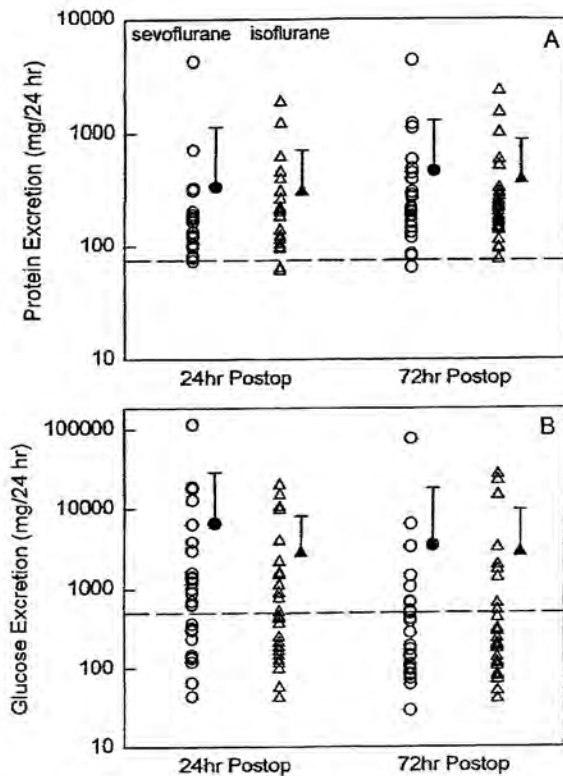 A
sevoflurane isoflurane
Protein Excretion (mg/24 hr)
10000
1000
100
10
24hr Postop 72hr Postop
B
Glucose Excretion (mg/24 hr)
100000
10000
1000
100
10
24hr Postop 72hr Postop